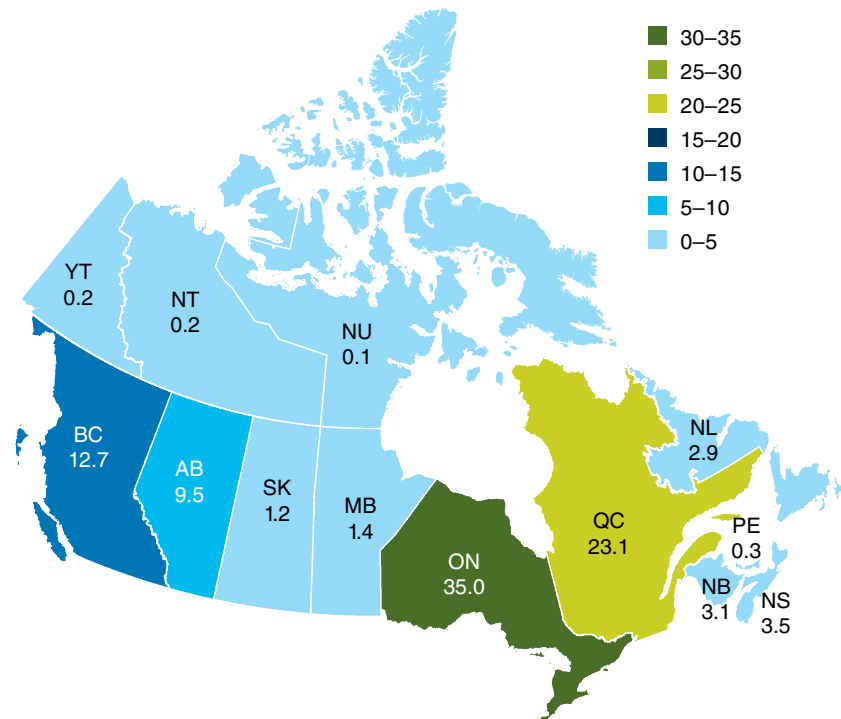 30–35
25–30
20–25
15–20
10–15
5–10
0–5
YT
0.2
NT
0.2
NU
0.1
BC
12.7
AB
9.5
SK
1.2
MB
1.4
ON
35.0
QC
23.1
NL
2.9
PE
0.3
NB
3.1
NS
3.5